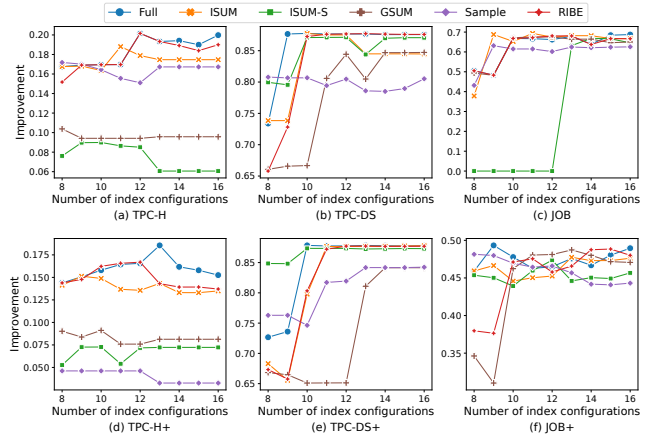 Full ISUM ISUM-S GSUM Sample RIBE
Improvement
0.20
0.18
0.16
0.14
0.12
0.10
0.08
0.06
8 10 12 14 16
Number of index configurations
(a) TPC-H
0.85
0.80
0.75
0.70
0.65
8 10 12 14 16
Number of index configurations
(b) TPC-DS
0.7
0.6
0.5
0.4
0.3
0.2
0.1
0.0
8 10 12 14 16
Number of index configurations
(c) JOB
Improvement
0.175
0.150
0.125
0.100
0.075
0.050
8 10 12 14 16
Number of index configurations
(d) TPC-H+
0.85
0.80
0.75
0.70
0.65
8 10 12 14 16
Number of index configurations
(e) TPC-DS+
0.50
0.45
0.40
0.35
8 10 12 14 16
Number of index configurations
(f) JOB+